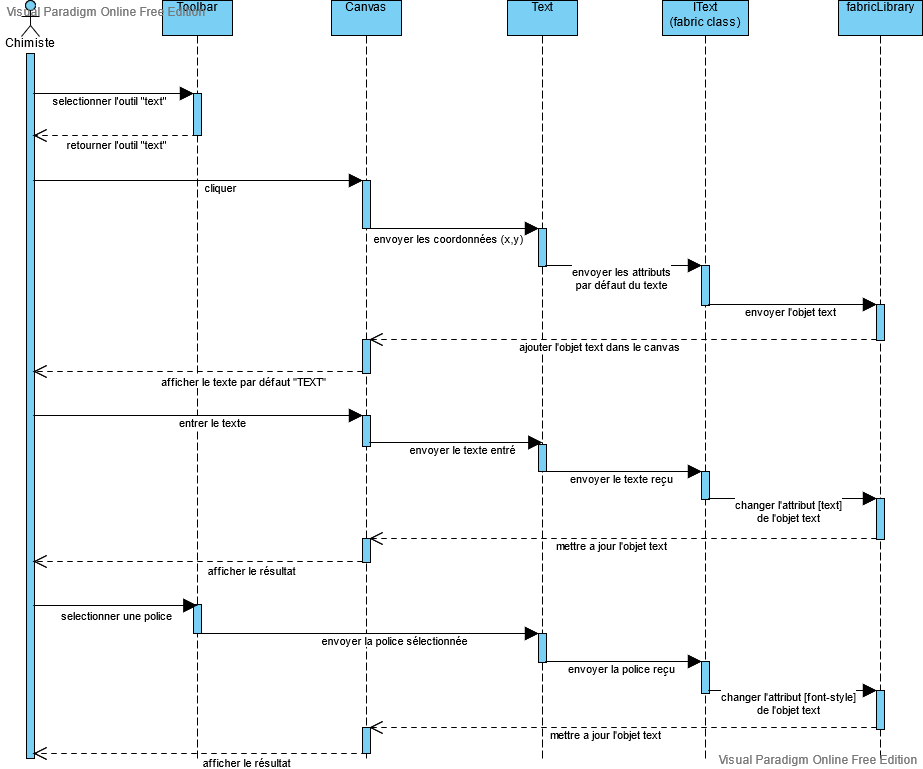 Visual Paradigm Online Free Edition
Toolbar
Canvas
Text
IText
(fabric class)
fabricLibrary
Chimiste
selectionner l'outil "text"
retourner l'outil "text"
cliquer
envoyer les coordonnées (x,y)
envoyer les attributs
par défaut du texte
envoyer l'objet text
ajouter l'objet text dans le canvas
afficher le texte par défaut "TEXT"
entrer le texte
envoyer le texte entré
envoyer le texte reçu
changer l'attribut [text]
de l'objet text
mettre a jour l'objet text
afficher le résultat
selectionner une police
envoyer la police sélectionnée
envoyer la police reçu
changer l'attribut [font-style]
de l'objet text
mettre a jour l'objet text
afficher le résultat
Visual Paradigm Online Free Edition